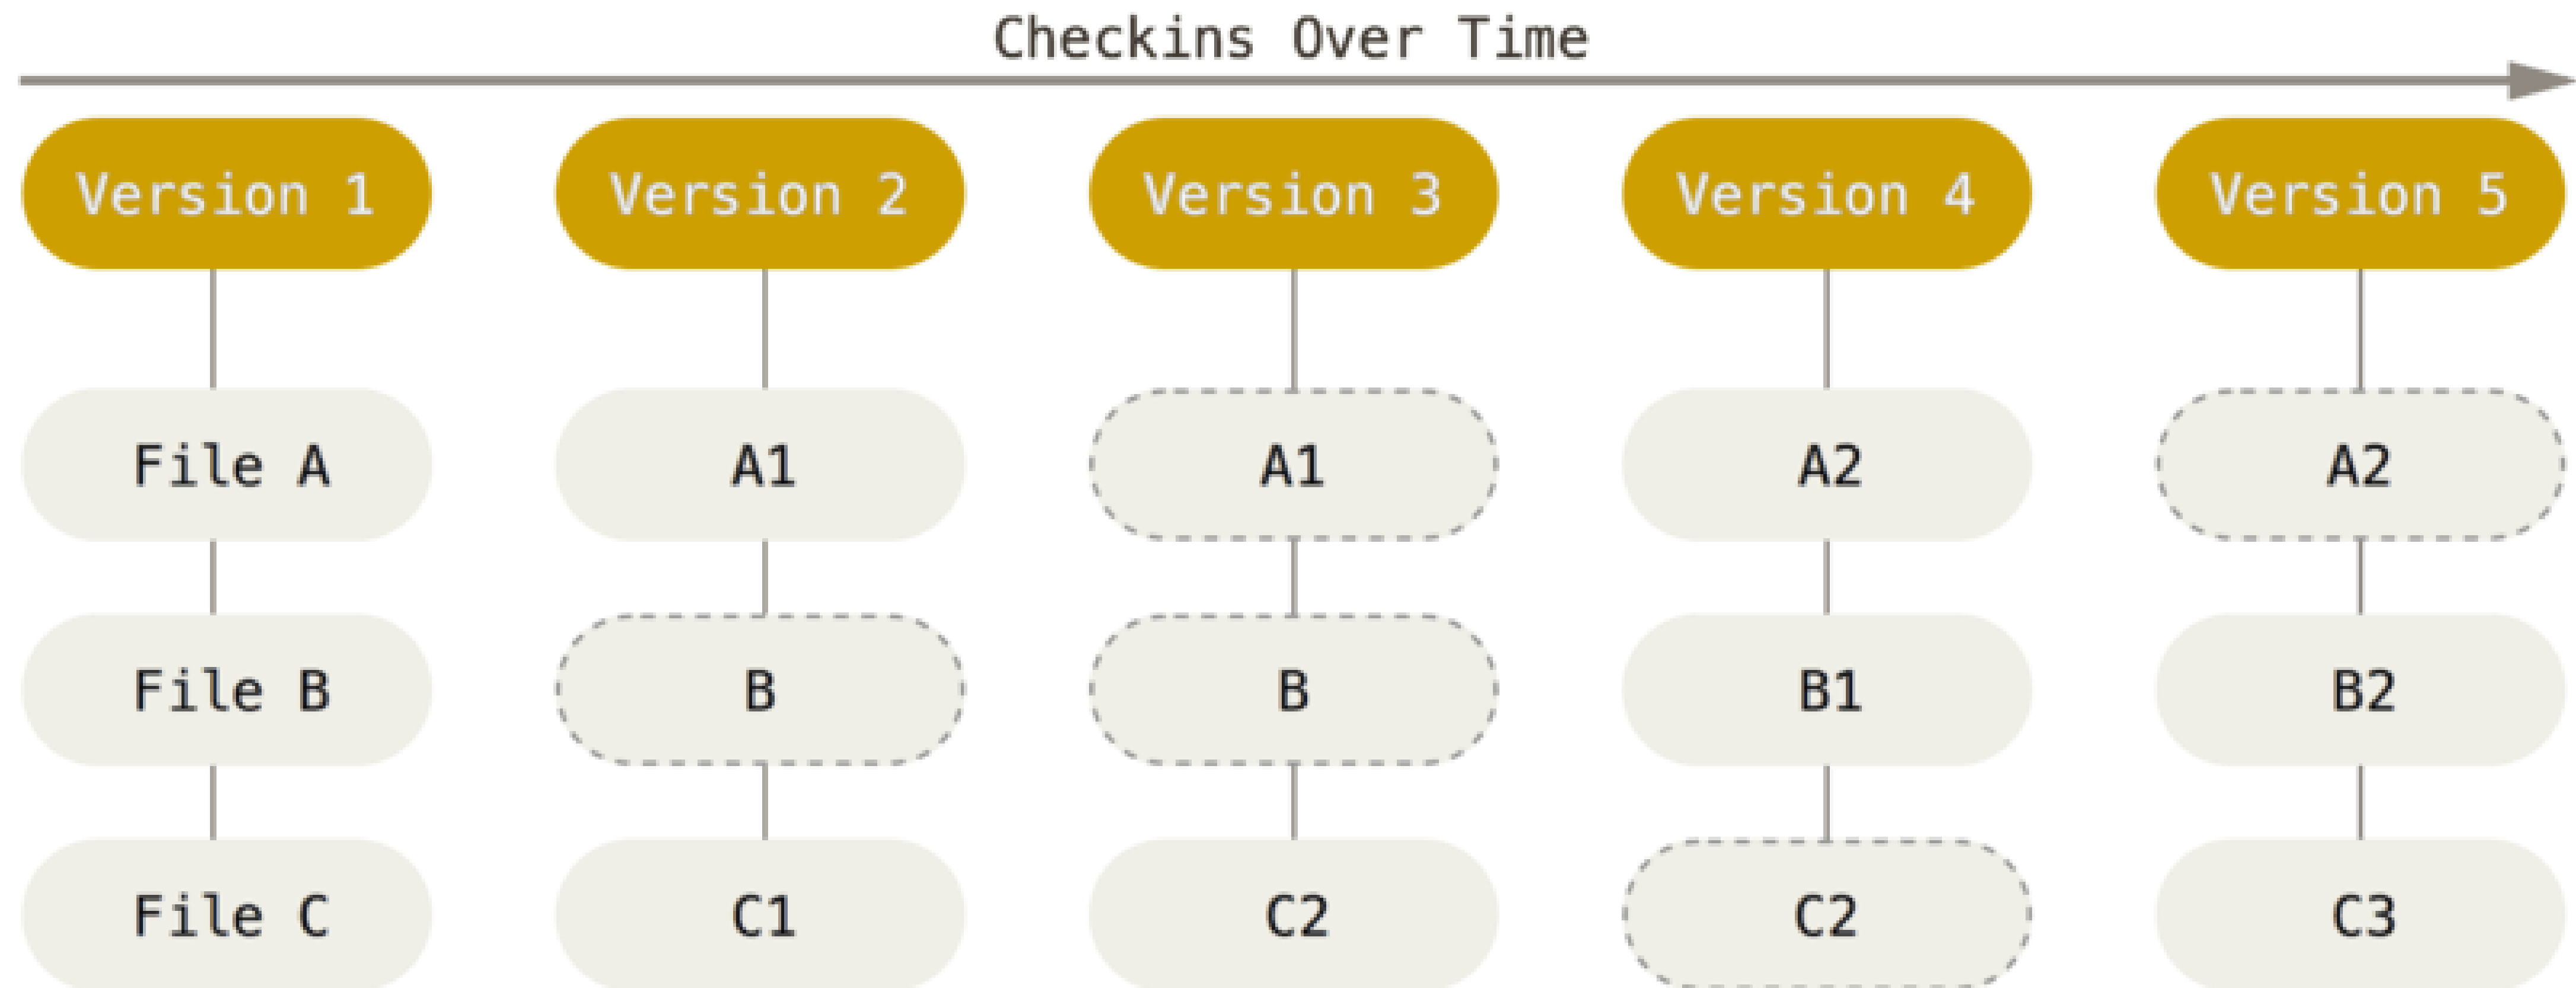 Checkins Over Time
Version 1 Version 2 Version 3 Version 4 Version 5
File A A1 A1 A2 A2
File B B B B1 B2
File C C1 C2 C2 C3